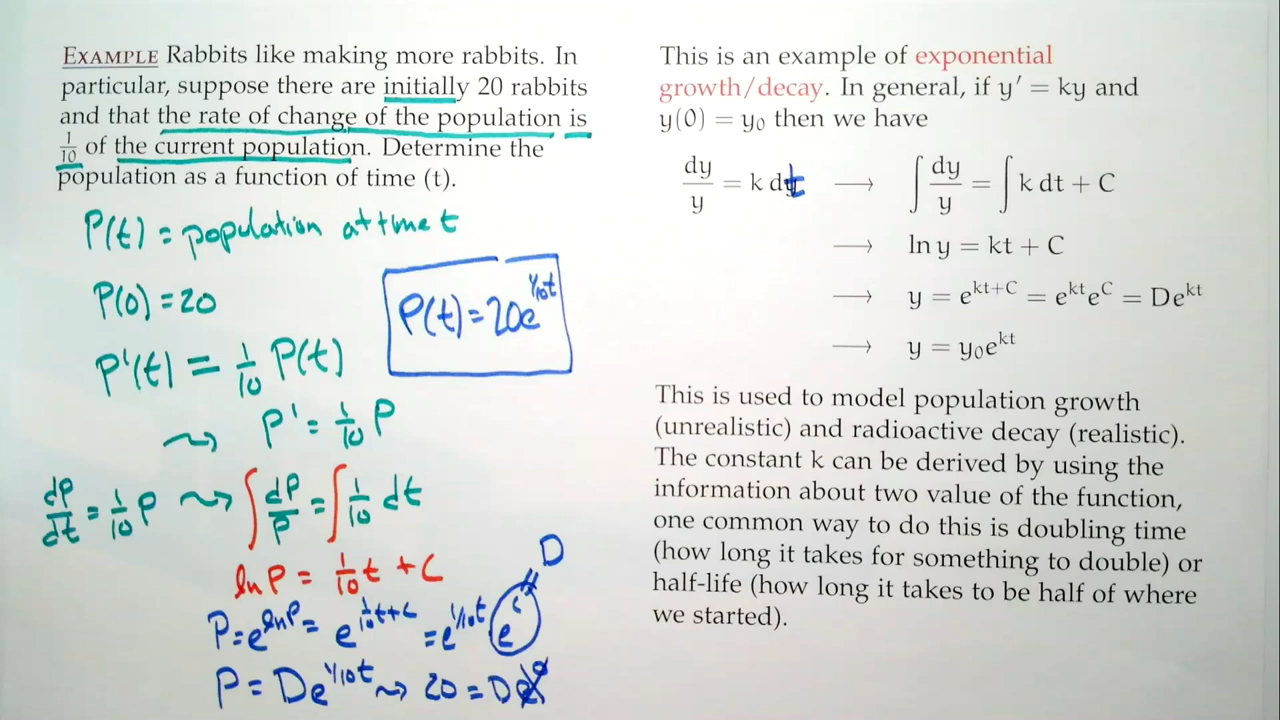 EXAMPLE Rabbits like making more rabbits. In
particular, suppose there are initially 20 rabbits
and that the rate of change of the population is
1/10 of the current population. Determine the
population as a function of time (t).
P(t) = population at time t
P(0) = 20
P'(t) = 1/10 P(t)
⇝ P' = 1/10 P
dP/dt = 1/10 P ⇝ ∫ dP/P = ∫ 1/10 dt
ln P = 1/10 t + C
P = e^(ln P) = e^(1/10 t + C) = e^(1/10 t) e^C = D
P = De^(1/10 t) ⇝ 20 = De^0
P(t) = 20e^(1/10 t)
This is an example of exponential
growth/decay. In general, if y' = ky and
y(0) = y₀ then we have
dy/y = k dt ⟶ ∫ dy/y = ∫ k dt + C
⟶ ln y = kt + C
⟶ y = e^(kt+C) = e^(kt) e^C = De^(kt)
⟶ y = y₀e^(kt)
This is used to model population growth
(unrealistic) and radioactive decay (realistic).
The constant k can be derived by using the
information about two value of the function,
one common way to do this is doubling time
(how long it takes for something to double) or
half-life (how long it takes to be half of where
we started).